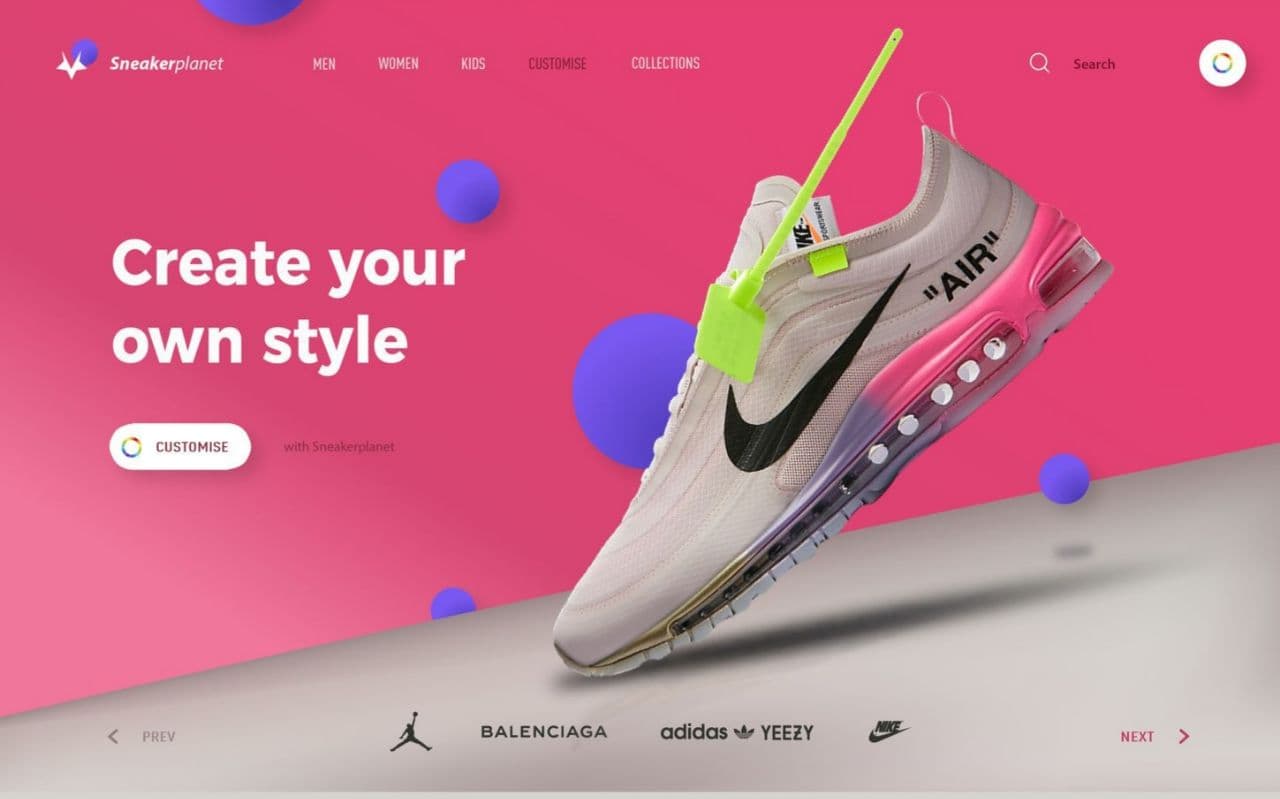 Sneakerplanet
MEN
WOMEN
KIDS
CUSTOMISE
COLLECTIONS
Search
Create your
own style
CUSTOMISE
with Sneakerplanet
"AIR"
SPORTSWEAR
PREV
BALENCIAGA
adidas YEEZY
NIKE
NEXT